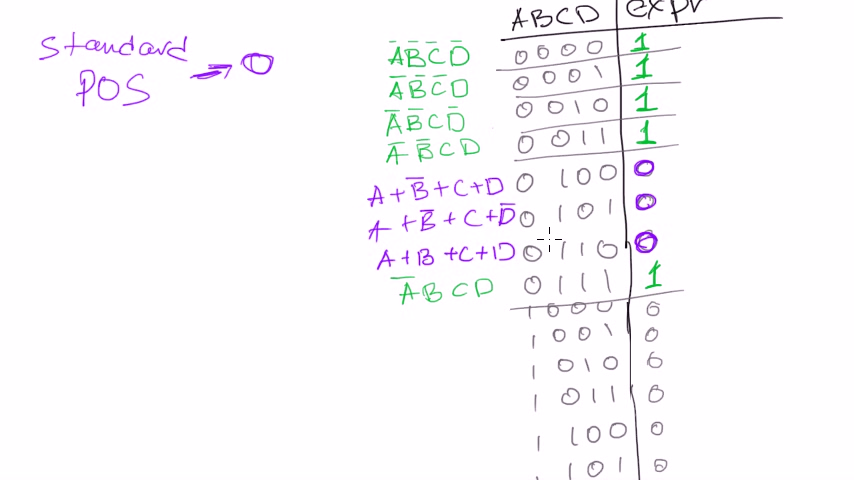 ABCD expr
Standard
POS → 0
A̅B̅C̅D̅ 0000 1
A̅B̅C̅D 0001 1
A̅B̅CD̅ 0010 1
A̅B̅CD 0011 1
A+B̅+C+D 0100 0
A+B̅+C+D̅ 0101 0
A+B+C+D 0110 0
A̅BCD 0111 1
1000 0
1001 0
1010 0
1011 0
1100 0
1101 0